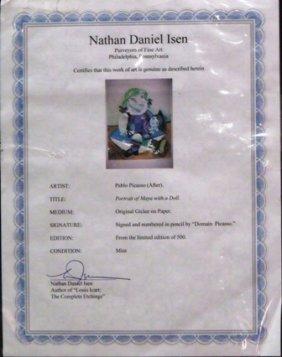 Nathan Daniel Isen
Purveyors of Fine Art
Philadelphia, Pennsylvania
Certifies that this work of art is genuine as described herein
ARTIST: Pablo Picasso (After).
TITLE: Portrait of Maya with a Doll.
MEDIUM: Original Giclee on Paper.
SIGNATURE: Signed and numbered in pencil by "Domain Picasso."
EDITION: From the limited edition of 500.
CONDITION: Mint
Nathan Daniel Isen
Author of "Louis Icart:
The Complete Etchings"